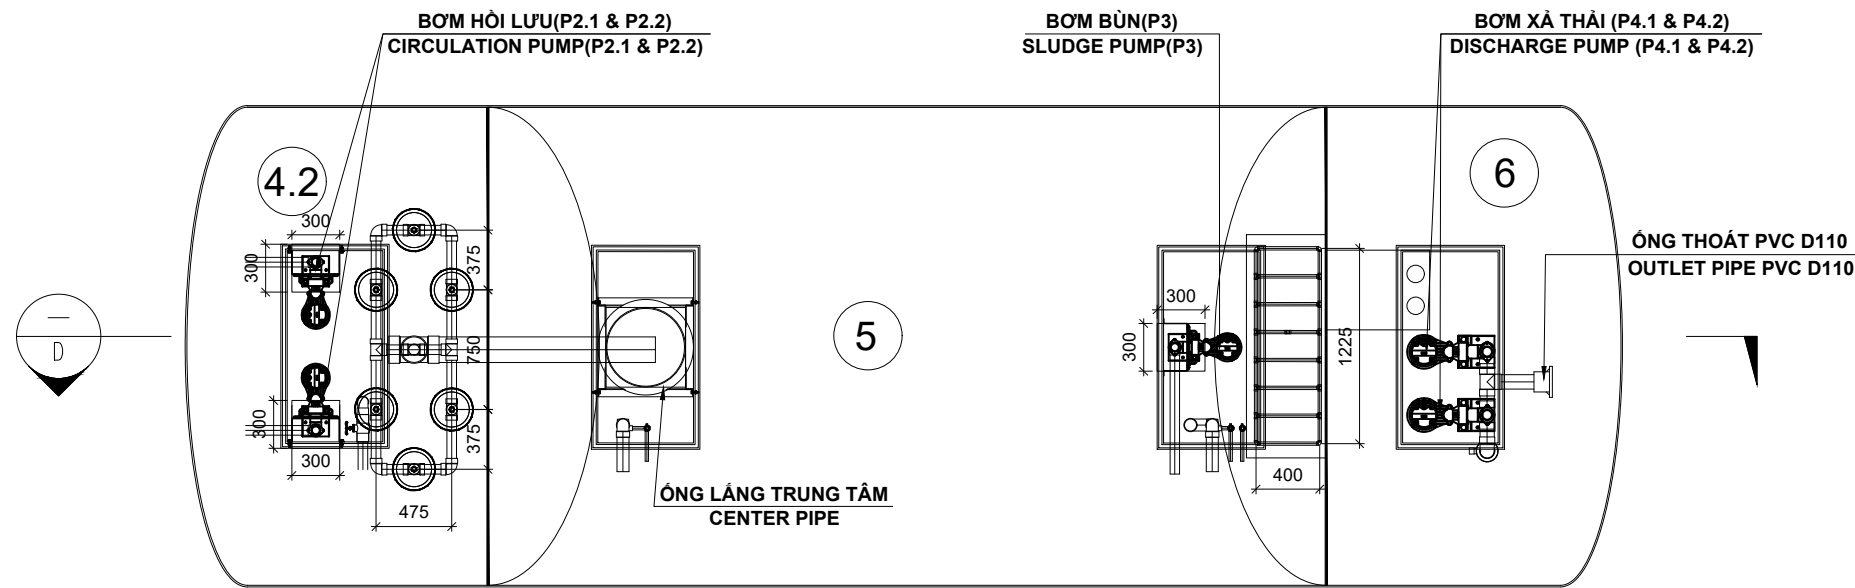 BƠM HỒI LƯU(P2.1 & P2.2)
CIRCULATION PUMP(P2.1 & P2.2)
BƠM BÙN(P3)
SLUDGE PUMP(P3)
BƠM XẢ THẢI (P4.1 & P4.2)
DISCHARGE PUMP (P4.1 & P4.2)
4.2
6
300
300
375
ỐNG THOÁT PVC D110
OUTLET PIPE PVC D110
300
5
D
750
300
1225
300
375
300
400
475
ỐNG LẮNG TRUNG TÂM
CENTER PIPE